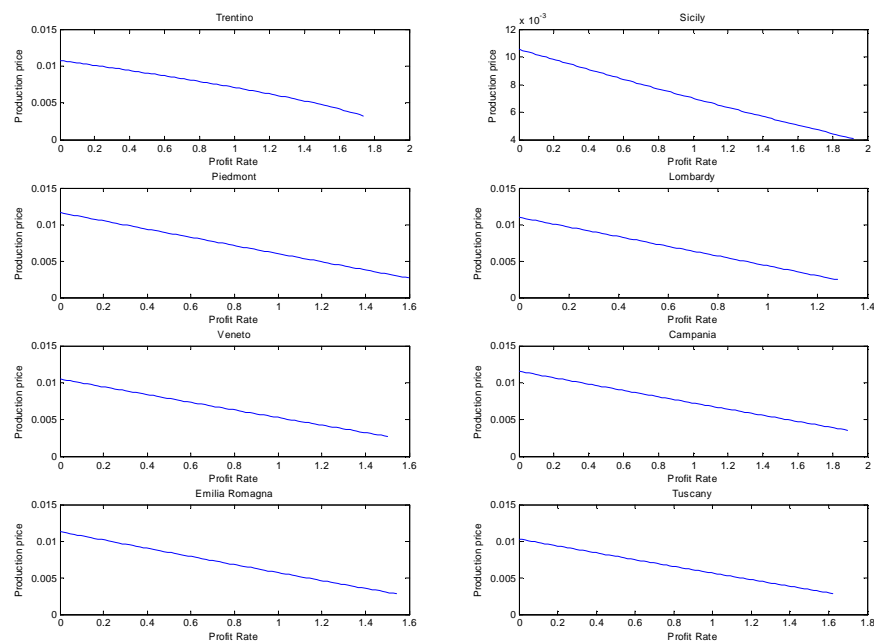 Trentino
0.015
0.01
0.005
0
Production price
0 0.2 0.4 0.6 0.8 1 1.2 1.4 1.6 1.8 2
Profit Rate
Sicily
x 10-3
12
10
8
6
4
Production price
0 0.2 0.4 0.6 0.8 1 1.2 1.4 1.6 1.8 2
Profit Rate
Piedmont
0.015
0.01
0.005
0
Production price
0 0.2 0.4 0.6 0.8 1 1.2 1.4 1.6
Profit Rate
Lombardy
0.015
0.01
0.005
0
Production price
0 0.2 0.4 0.6 0.8 1 1.2 1.4
Profit Rate
Veneto
0.015
0.01
0.005
0
Production price
0 0.2 0.4 0.6 0.8 1 1.2 1.4 1.6
Profit Rate
Campania
0.015
0.01
0.005
0
Production price
0 0.2 0.4 0.6 0.8 1 1.2 1.4 1.6 1.8 2
Profit Rate
Emilia Romagna
0.015
0.01
0.005
0
Production price
0 0.2 0.4 0.6 0.8 1 1.2 1.4 1.6
Profit Rate
Tuscany
0.015
0.01
0.005
0
Production price
0 0.2 0.4 0.6 0.8 1 1.2 1.4 1.6 1.8
Profit Rate